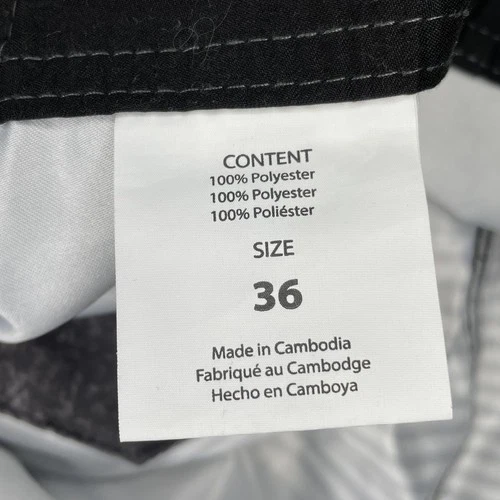 CONTENT
100% Polyester
100% Polyester
100% Poliéster
SIZE
36
Made in Cambodia
Fabriqué au Cambodge
Hecho en Camboya